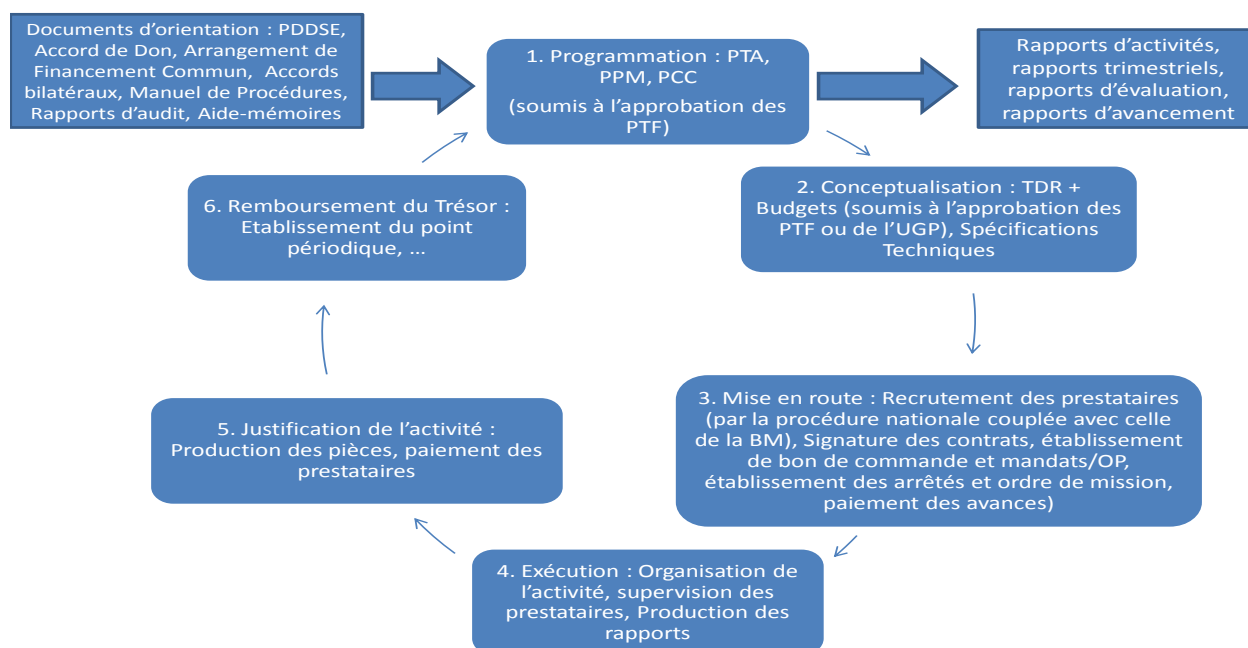 Documents d’orientation : PDDSE,
Accord de Don, Arrangement de
Financement Commun, Accords
bilatéraux, Manuel de Procédures,
Rapports d’audit, Aide-mémoires
1. Programmation : PTA,
PPM, PCC
(soumis à l’approbation des
PTF)
Rapports d’activités,
rapports trimestriels,
rapports d’évaluation,
rapports d’avancement
2. Conceptualisation : TDR +
Budgets (soumis à l’approbation des
PTF ou de l’UGP), Spécifications
Techniques
3. Mise en route : Recrutement des prestataires
(par la procédure nationale couplée avec celle
de la BM), Signature des contrats, établissement
de bon de commande et mandats/OP,
établissement des arrêtés et ordre de mission,
paiement des avances)
4. Exécution : Organisation de
l’activité, supervision des
prestataires, Production des
rapports
5. Justification de l’activité :
Production des pièces, paiement des
prestataires
6. Remboursement du Trésor :
Etablissement du point
périodique, …